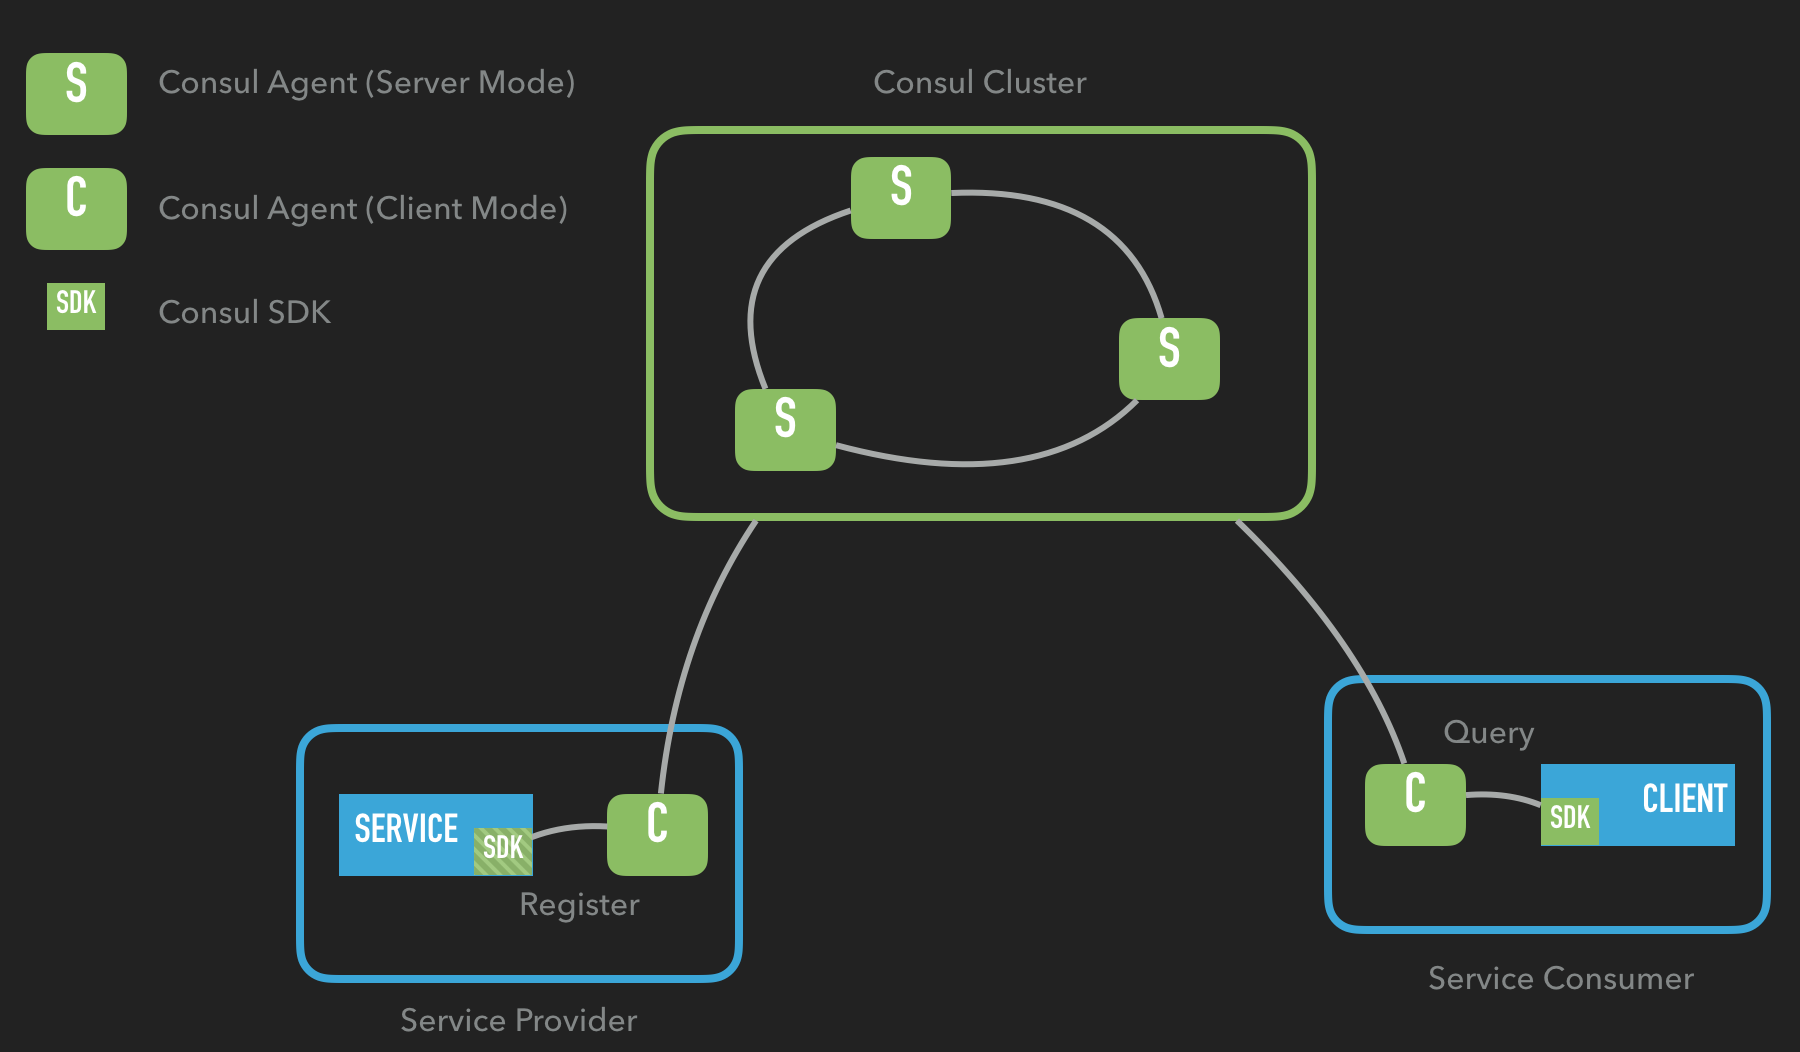 S
Consul Agent (Server Mode)
C
Consul Agent (Client Mode)
SDK
Consul SDK
Consul Cluster
S
S
S
SERVICE
SDK
C
Register
Service Provider
Query
C
SDK
CLIENT
Service Consumer